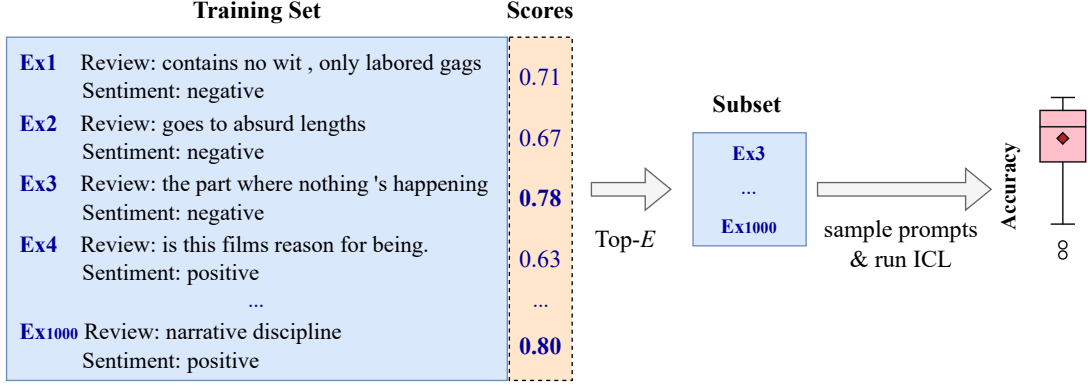 Training Set
Scores
Ex1 Review: contains no wit , only labored gags
Sentiment: negative
0.71
Ex2 Review: goes to absurd lengths
Sentiment: negative
0.67
Ex3 Review: the part where nothing 's happening
Sentiment: negative
0.78
Ex4 Review: is this films reason for being.
Sentiment: positive
0.63
...
...
Ex1000 Review: narrative discipline
Sentiment: positive
0.80
Top-E
Subset
Ex3
...
Ex1000
sample prompts
& run ICL
Accuracy